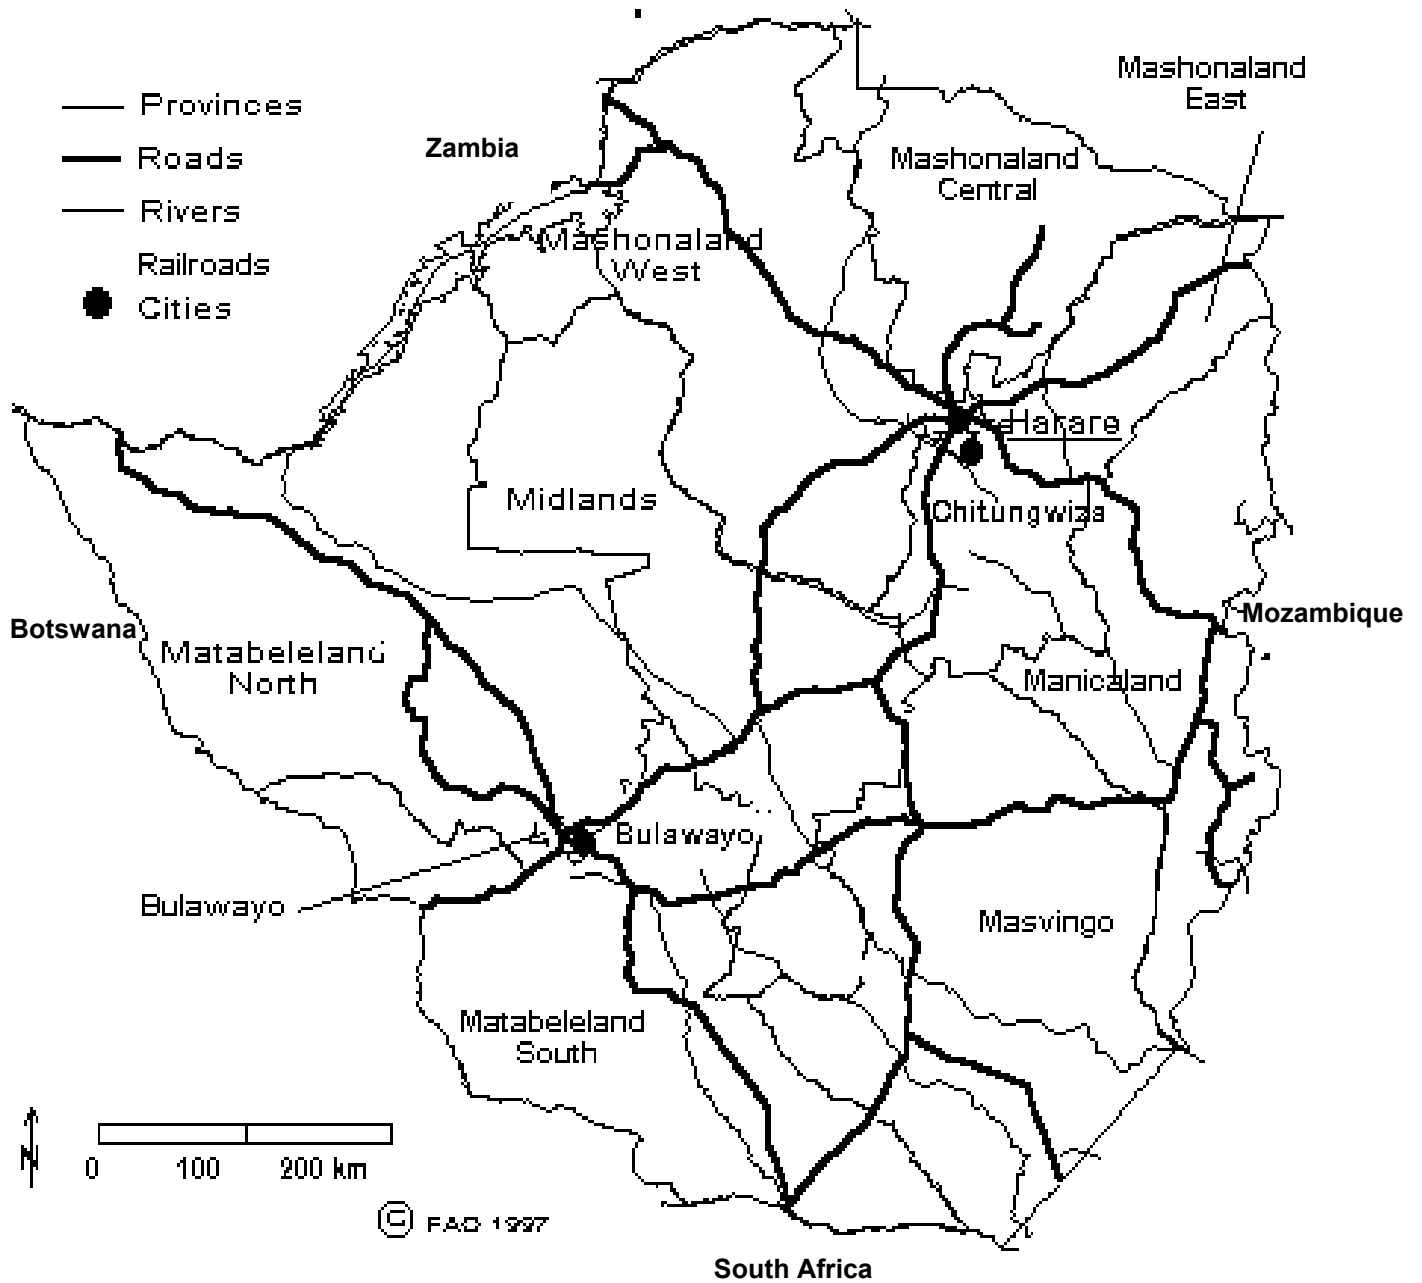 Mashonaland
East
Provinces
Roads
Rivers
Railroads
Cities
Zambia
Mashonaland
Central
Mashonaland
West
Harare
Midlands
Chitungwiza
Botswana
Mozambique
Matabeleland
North
Manicaland
Bulawayo
Bulawayo
Masvingo
Matabeleland
South
N
0 100 200 km
© FAO 1997
South Africa